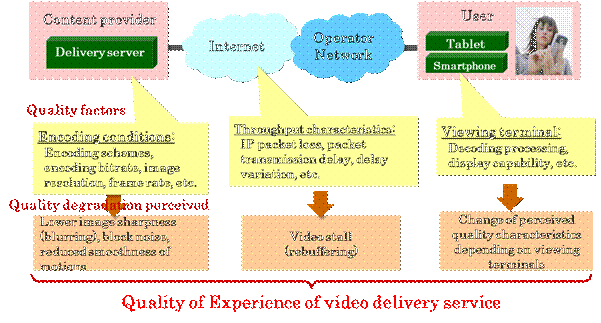 Content provider
Delivery server
Internet
Operator
Network
User
Tablet
Smartphone
Quality factors
Encoding conditions:
Encoding schemes,
encoding bitrate, image
resolution, frame rate, etc.
Throughput characteristics:
IP packet loss, packet
transmission delay, delay
variation, etc.
Viewing terminal:
Decoding processing,
display capability, etc.
Quality degradation perceived
Lower image sharpness
(blurring), block noise,
reduced smoothness of
motions
Video stall
(rebuffering)
Change of perceived
quality characteristics
depending on viewing
terminals
Quality of Experience of video delivery service